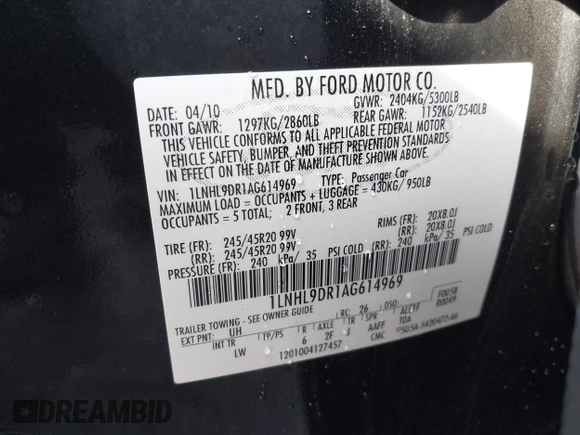 MFD. BY FORD MOTOR CO.
DATE: 04/10 GVWR: 2404KG/5300LB
FRONT GAWR: 1297KG/2860LB REAR GAWR: 1152KG/2540LB
THIS VEHICLE CONFORMS TO ALL APPLICABLE FEDERAL MOTOR
VEHICLE SAFETY, BUMPER, AND THEFT PREVENTION STANDARDS
IN EFFECT ON THE DATE OF MANUFACTURE SHOWN ABOVE.
VIN: 1LNHL9DR1AG614969 TYPE: Passenger Car
MAXIMUM LOAD = OCCUPANTS + LUGGAGE = 430KG/ 950LB
OCCUPANTS = 5 TOTAL; 2 FRONT, 3 REAR
TIRE (FR): 245/45R20 99V RIMS (FR): 20X8.0J
(RR): 245/45R20 99V (RR): 20X8.0J
PRESSURE (FR): 240 kPa/ 35 PSI COLD (RR): 240 kPa/ 35 PSI COLD
1LNHL9DR1AG614969
TRAILER TOWING - SEE OWNER GUIDE
EXT PNT: UH RC: 26 DSO: F0058
R0049
INT TR TP/PS R AXLE TR SPR
LW 6 2F J AAFF TOA
CMC
1201004127457
DREAMBID